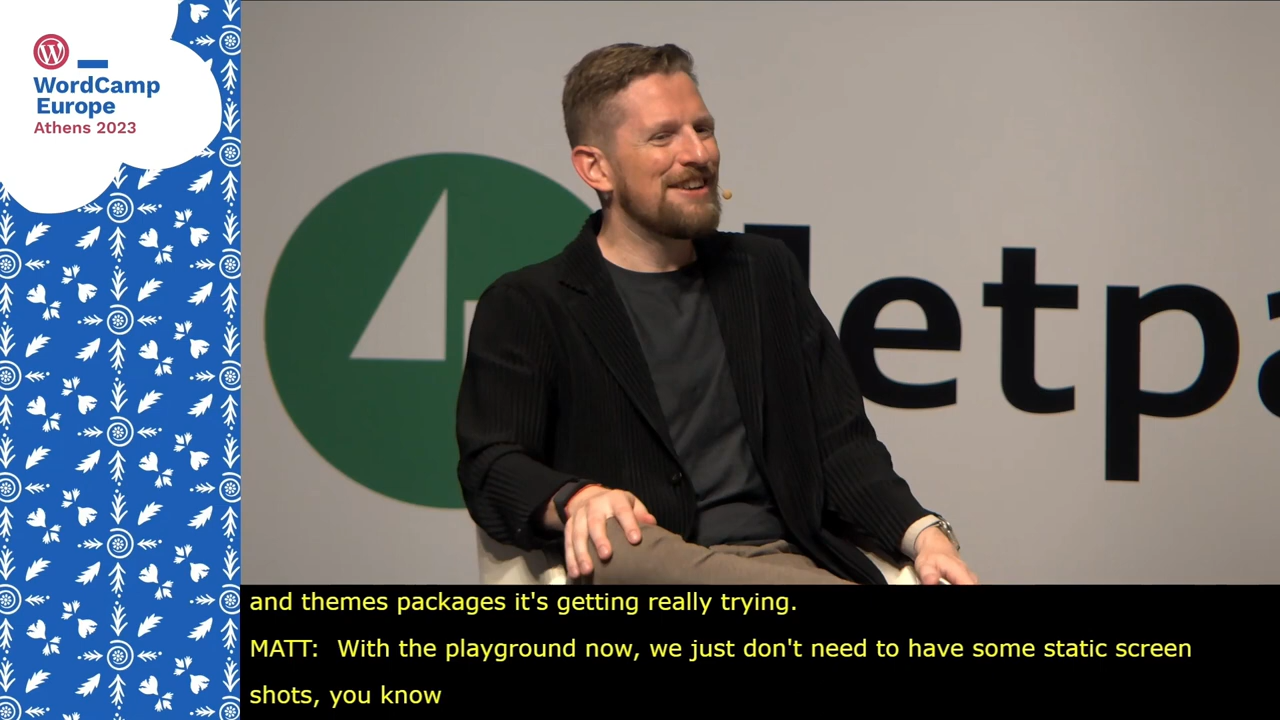 WordCamp
Europe
Athens 2023
etpa
and themes packages it's getting really trying.
MATT:  With the playground now, we just don't need to have some static screen
shots, you know